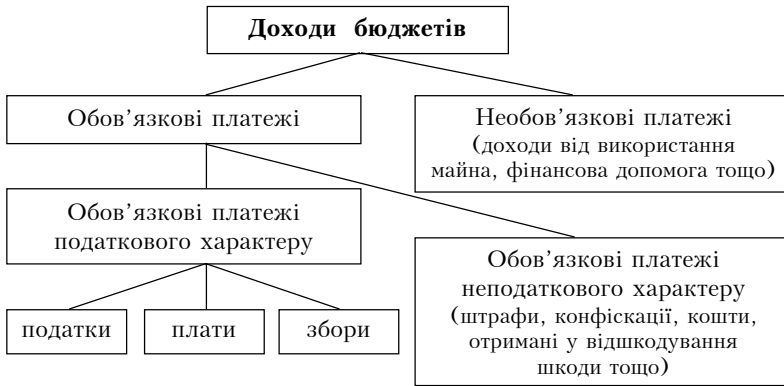 Доходи бюджетів
Обов’язкові платежі
Необов’язкові платежі
(доходи від використання
майна, фінансова допомога тощо)
Обов’язкові платежі
податкового характеру
Обов’язкові платежі
неподаткового характеру
(штрафи, конфіскації, кошти,
отримані у відшкодування
шкоди тощо)
податки
плати
збори